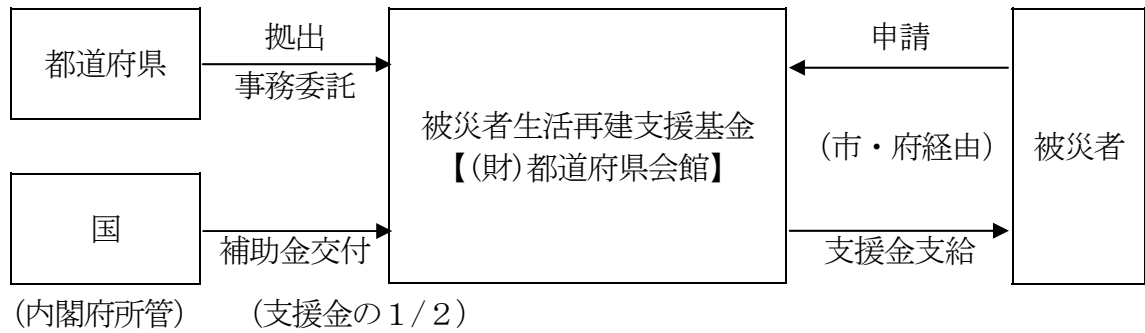 都道府県
拠出
事務委託
被災者生活再建支援基金
【(財)都道府県会館】
申請
(市・府経由)
被災者
国
補助金交付
支援金支給
(内閣府所管)
(支援金の1/2)